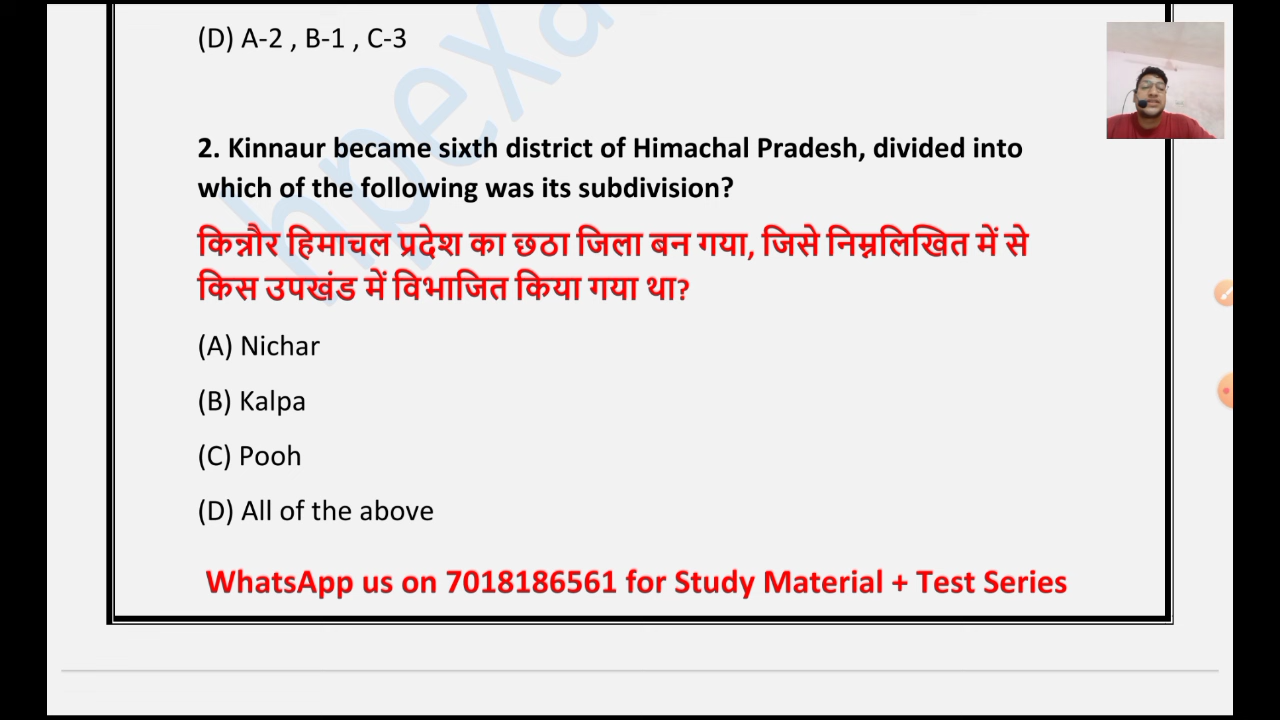 (D) A-2 , B-1 , C-3
hpexa
2. Kinnaur became sixth district of Himachal Pradesh, divided into
which of the following was its subdivision?
किन्नौर हिमाचल प्रदेश का छठा जिला बन गया, जिसे निम्नलिखित में से
किस उपखंड में विभाजित किया गया था?
(A) Nichar
(B) Kalpa
(C) Pooh
(D) All of the above
WhatsApp us on 7018186561 for Study Material + Test Series